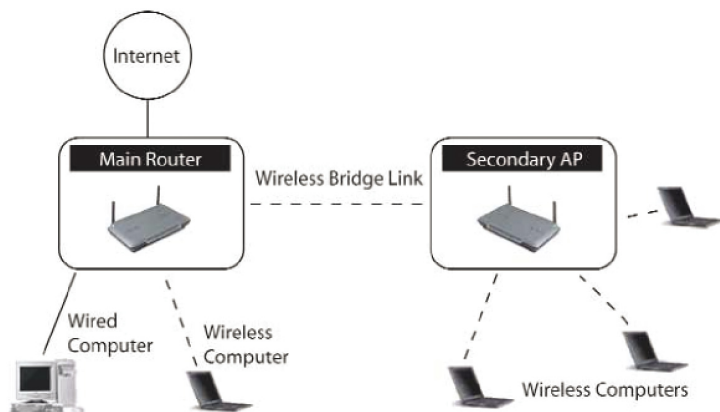 Internet
Main Router
Wireless Bridge Link
Secondary AP
Wired
Computer
Wireless
Computer
Wireless Computers